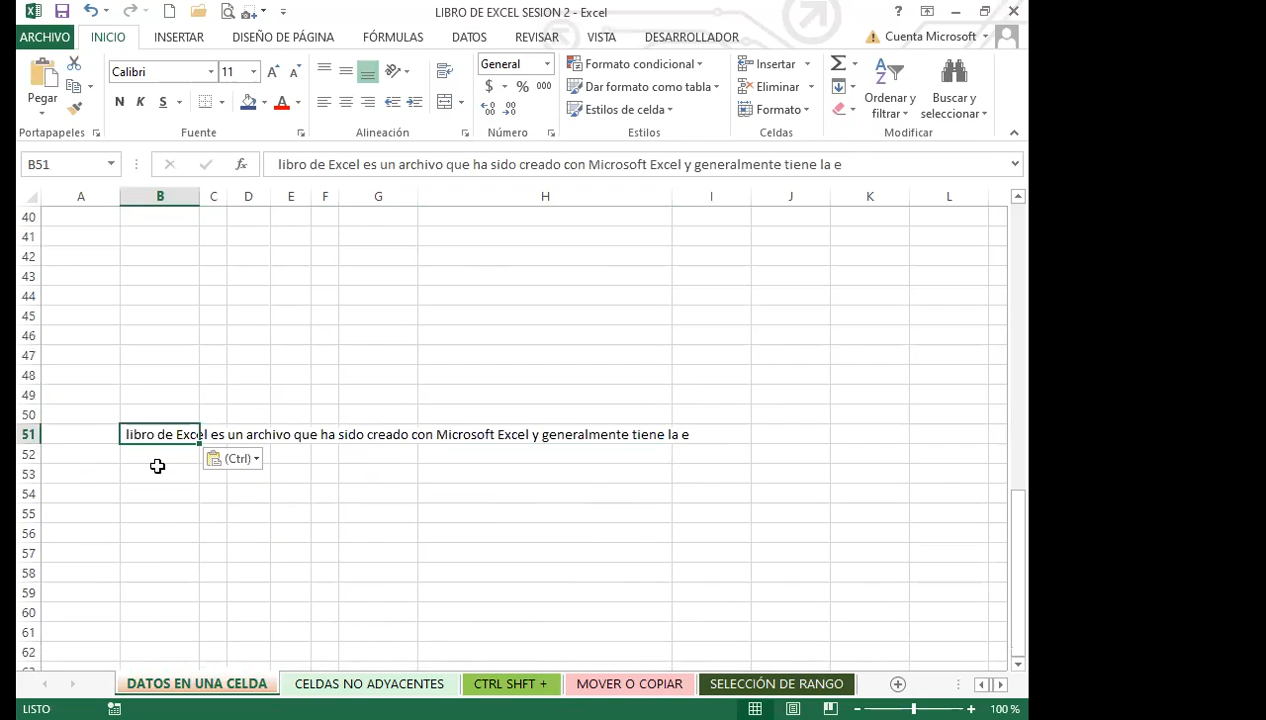 LIBRO DE EXCEL SESION 2 - Excel
?
ARCHIVO INICIO INSERTAR DISEÑO DE PÁGINA FÓRMULAS DATOS REVISAR VISTA DESARROLLADOR Cuenta Microsoft
Pegar
Calibri 11
N K S
General
$ % 000
Formato condicional
Dar formato como tabla
Estilos de celda
Insertar
Eliminar
Formato
Ordenar y filtrar
Buscar y seleccionar
Portapapeles Fuente Alineación Número Estilos Celdas Modificar
B51 fx libro de Excel es un archivo que ha sido creado con Microsoft Excel y generalmente tiene la e
A B C D E F G H I J K L
40
41
42
43
44
45
46
47
48
49
50
51 libro de Excel es un archivo que ha sido creado con Microsoft Excel y generalmente tiene la e
52 (Ctrl)
53
54
55
56
57
58
59
60
61
62
DATOS EN UNA CELDA CELDAS NO ADYACENTES CTRL SHFT + MOVER O COPIAR SELECCIÓN DE RANGO
LISTO 100 %